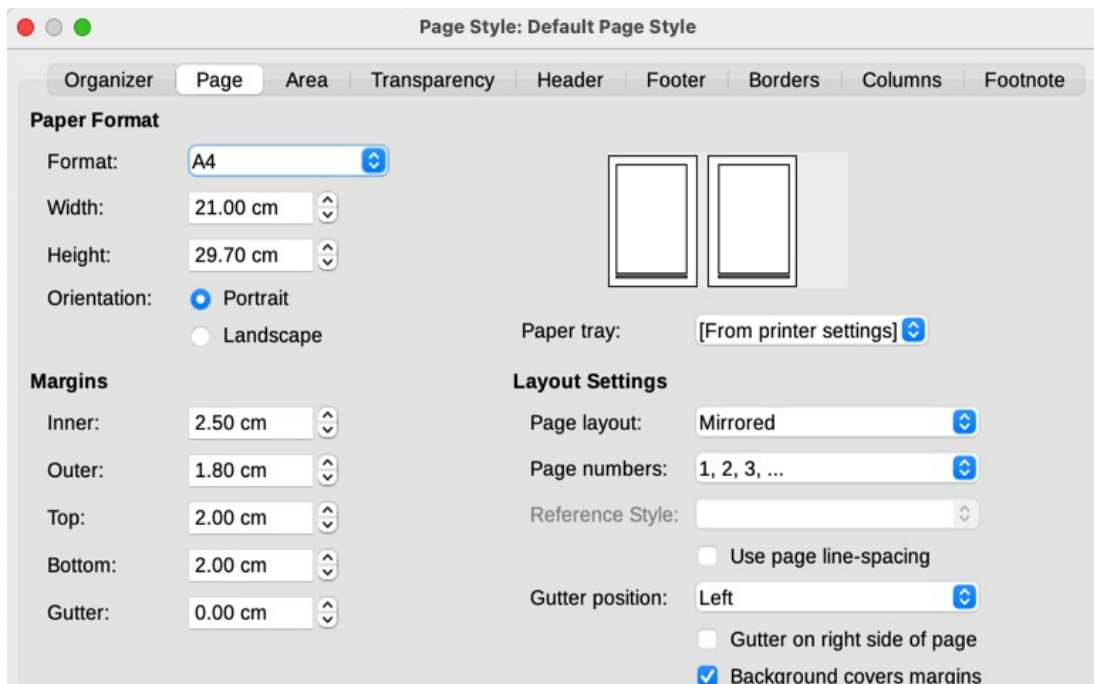 Page Style: Default Page Style
Organizer Page Area Transparency Header Footer Borders Columns Footnote
Paper Format
Format: A4
Width: 21.00 cm
Height: 29.70 cm
Orientation: Portrait
Landscape
Paper tray: [From printer settings]
Margins
Inner: 2.50 cm
Outer: 1.80 cm
Top: 2.00 cm
Bottom: 2.00 cm
Gutter: 0.00 cm
Layout Settings
Page layout: Mirrored
Page numbers: 1, 2, 3, ...
Reference Style:
Use page line-spacing
Gutter position: Left
Gutter on right side of page
Background covers margins